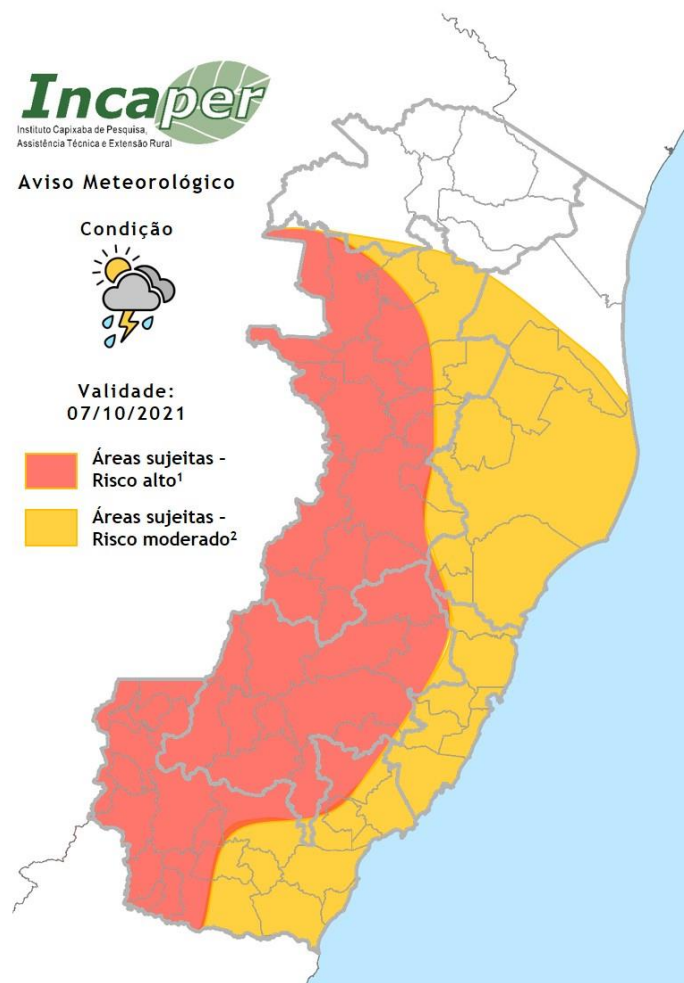 Incaper
Instituto Capixaba de Pesquisa,
Assistência Técnica e Extensão Rural
Aviso Meteorológico
Condição
Validade:
07/10/2021
Áreas sujeitas -
Risco alto¹
Áreas sujeitas -
Risco moderado²